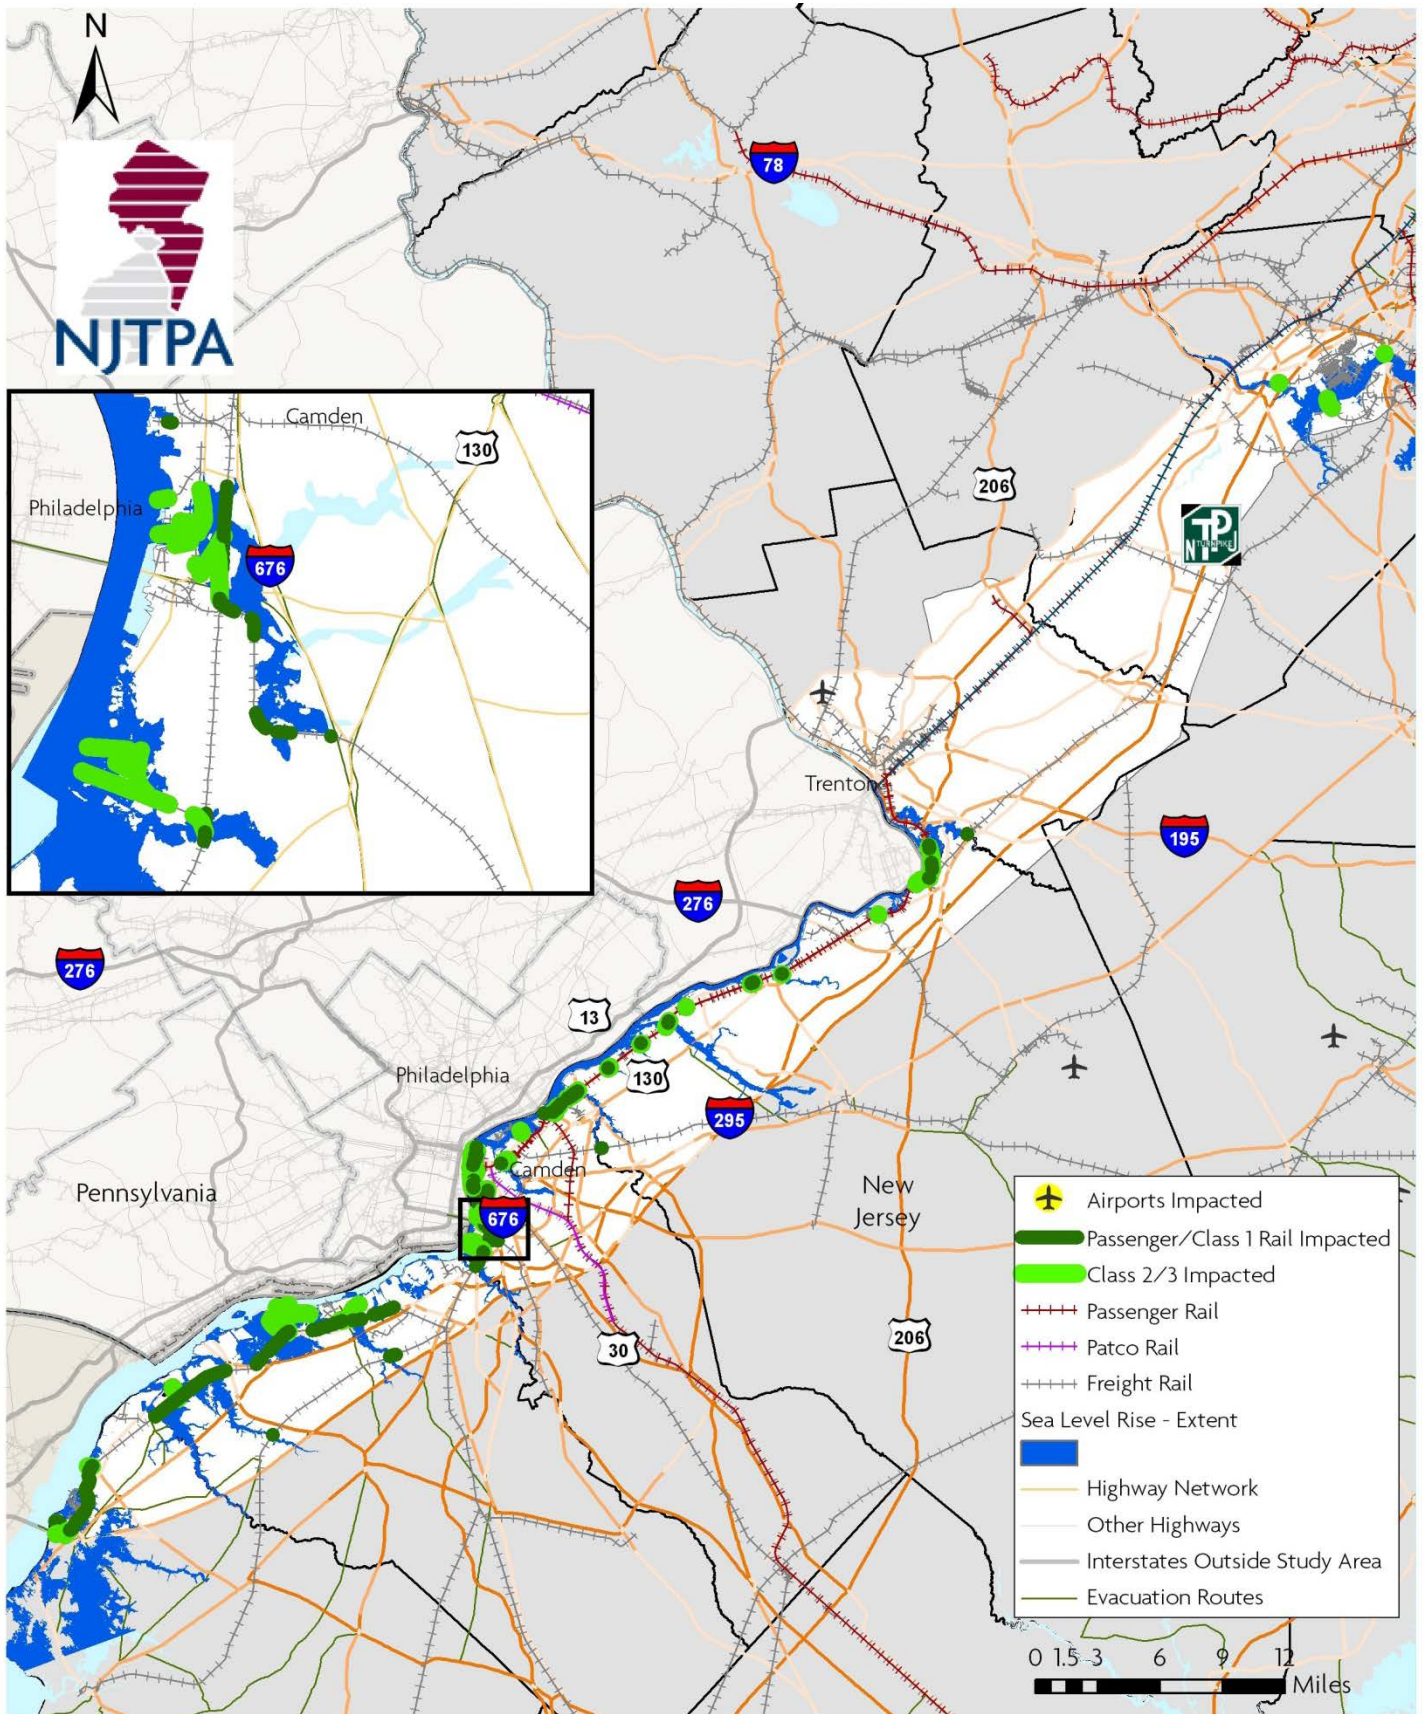 N
NJTPA
78
Camden
130
Philadelphia
676
206
TP
N TURNPIKE J
Trenton
195
276
276
13
Philadelphia
130
295
Camden
Pennsylvania
676
New
Jersey
30
206
Airports Impacted
Passenger/Class 1 Rail Impacted
Class 2/3 Impacted
Passenger Rail
Patco Rail
Freight Rail
Sea Level Rise - Extent
Highway Network
Other Highways
Interstates Outside Study Area
Evacuation Routes
0 1.5 3 6 9 12
Miles